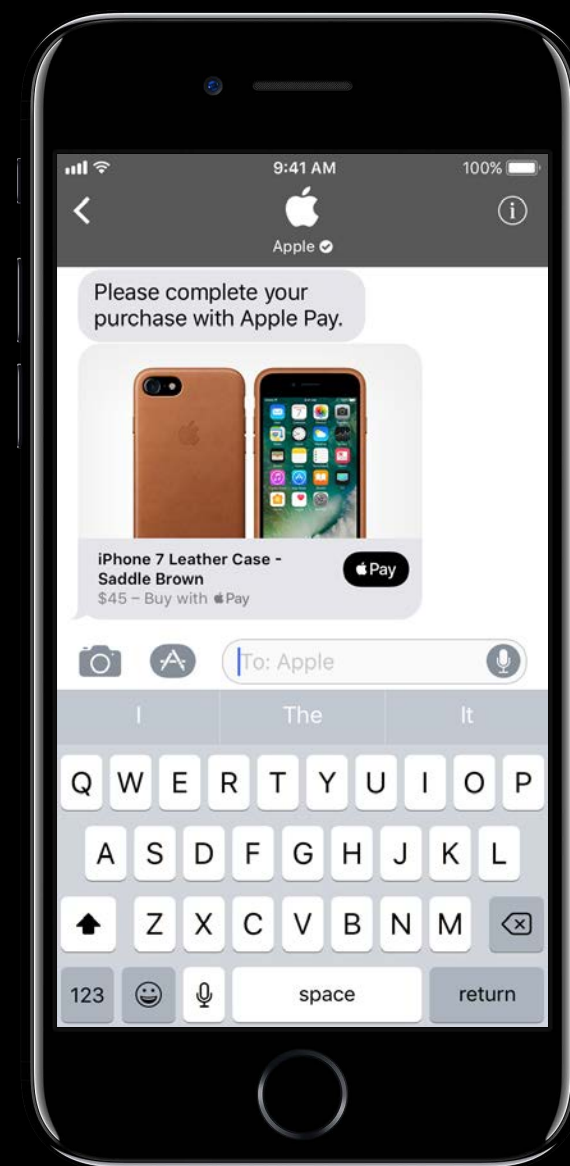 9:41 AM
100%
Apple
Please complete your
purchase with Apple Pay.
iPhone 7 Leather Case -
Saddle Brown
Pay
$45 – Buy with Pay
To: Apple
I The It
Q W E R T Y U I O P
A S D F G H J K L
Z X C V B N M
123 space return